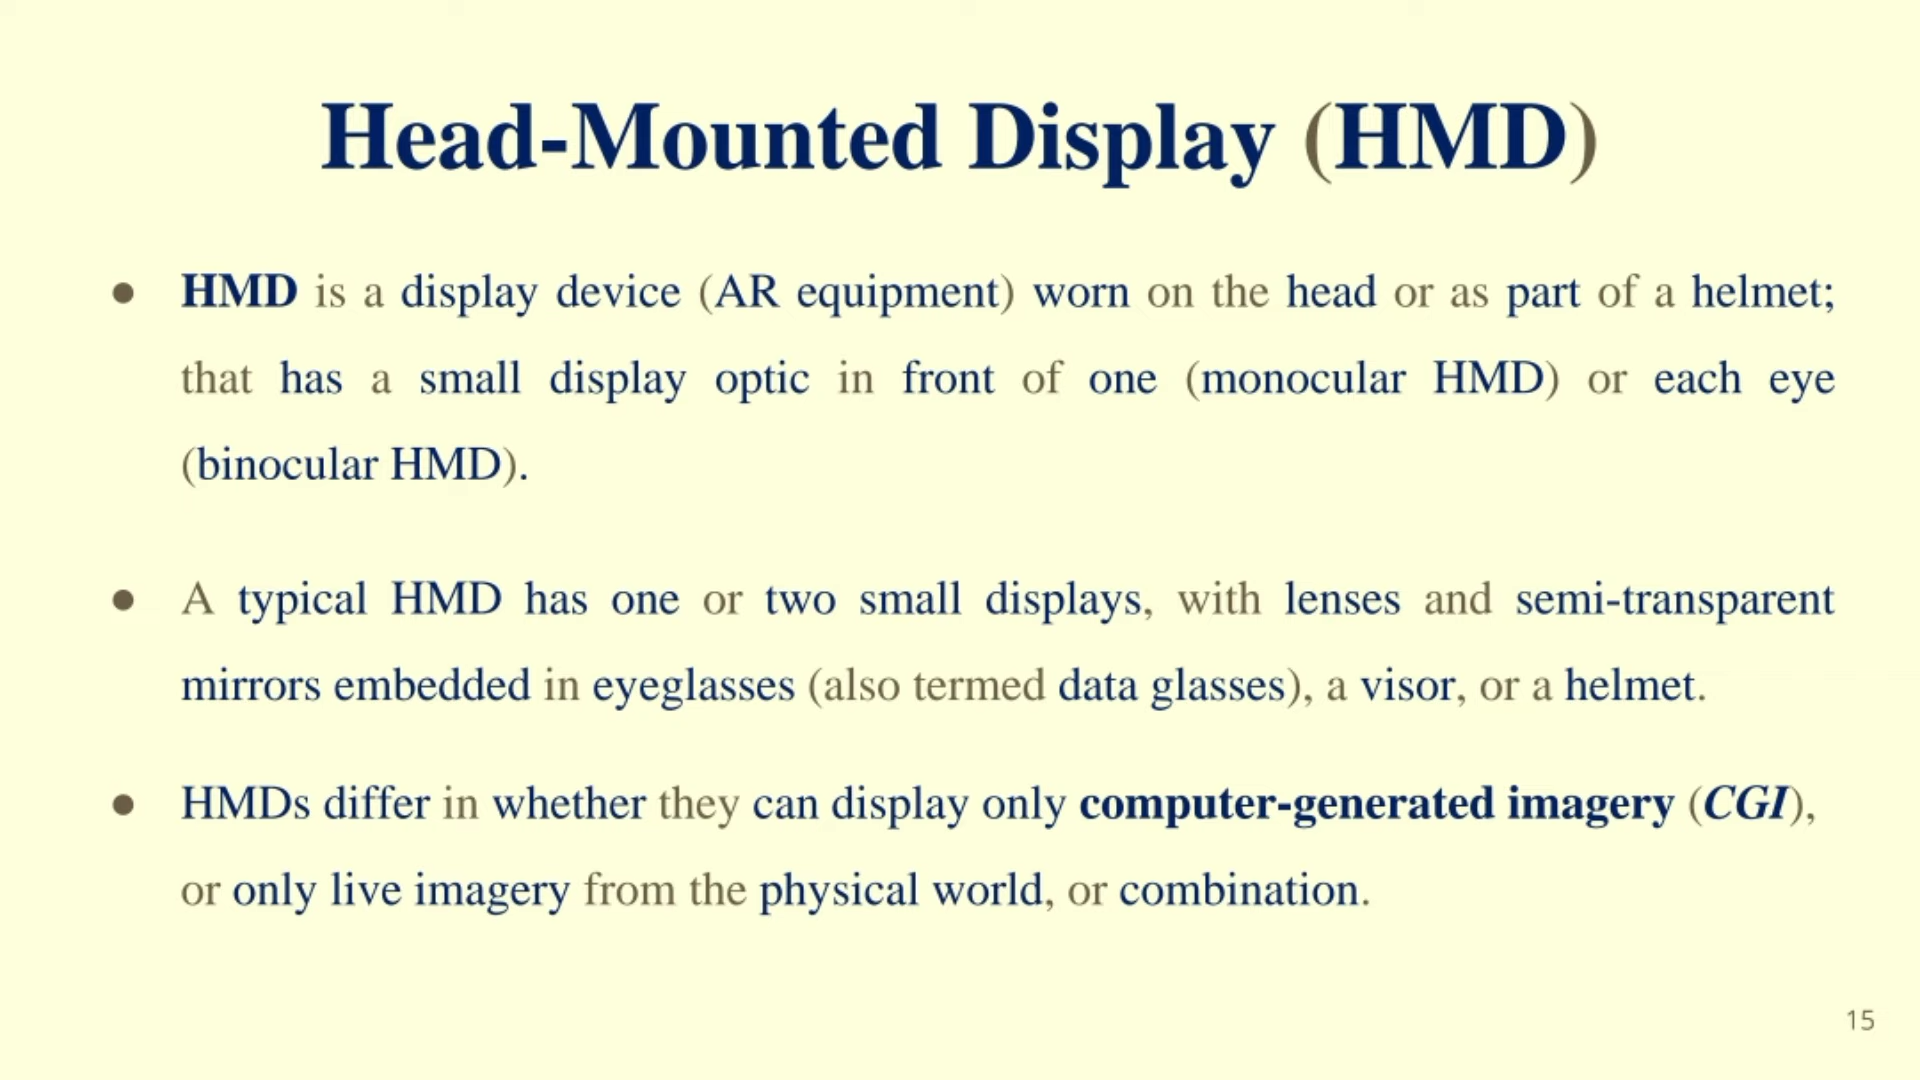 Head-Mounted Display (HMD)
● HMD is a display device (AR equipment) worn on the head or as part of a helmet;
that has a small display optic in front of one (monocular HMD) or each eye
(binocular HMD).
● A typical HMD has one or two small displays, with lenses and semi-transparent
mirrors embedded in eyeglasses (also termed data glasses), a visor, or a helmet.
● HMDs differ in whether they can display only computer-generated imagery (CGI),
or only live imagery from the physical world, or combination.
15